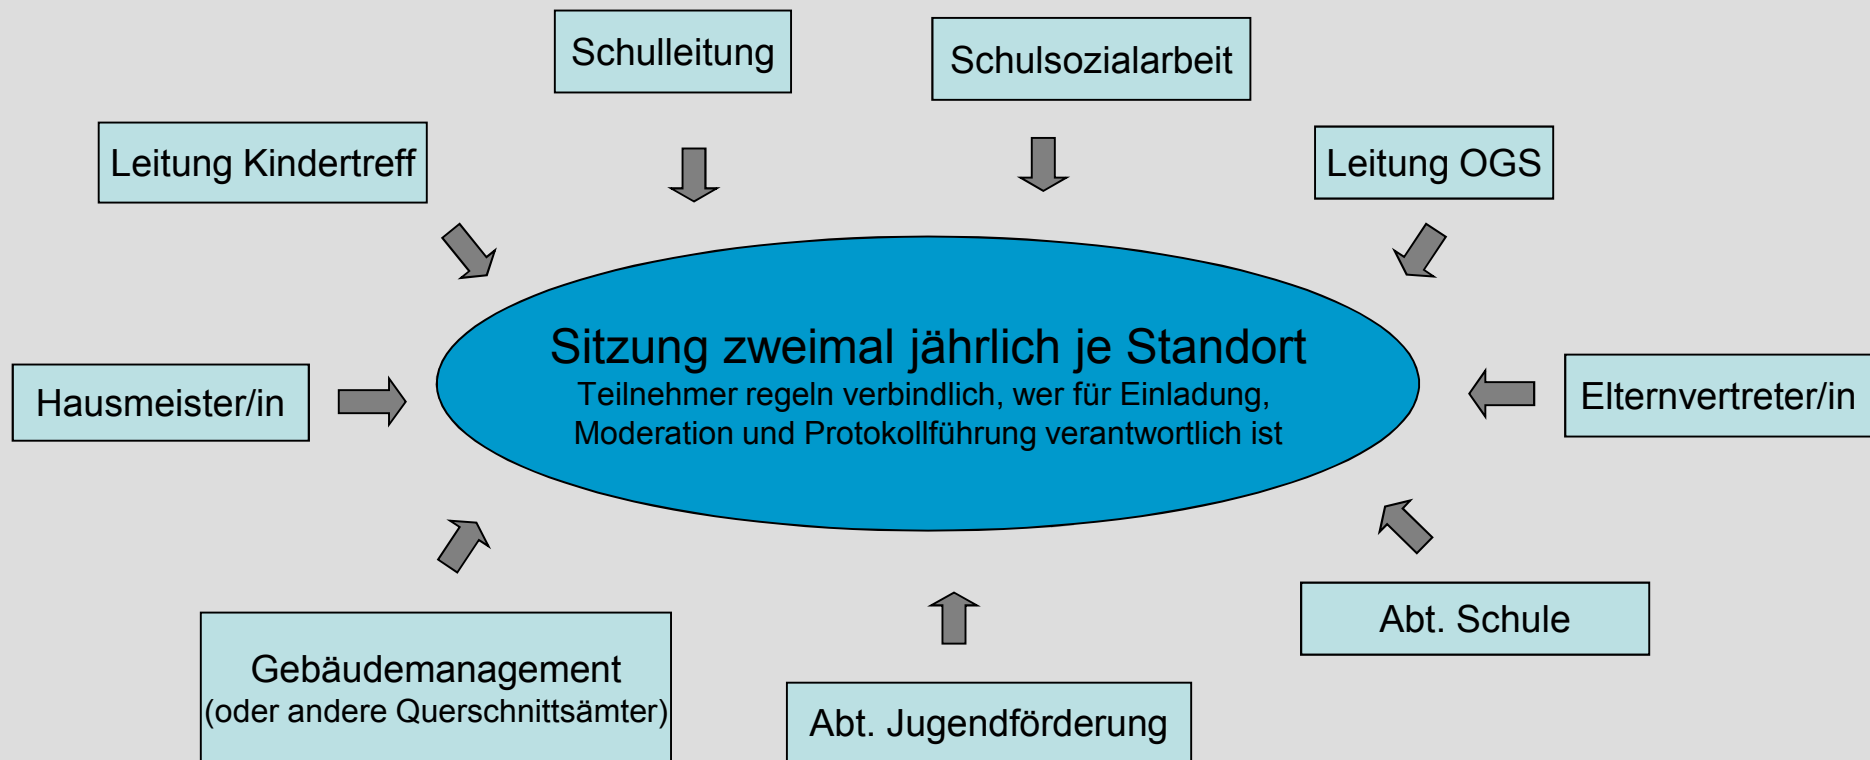 Schulleitung
Schulsozialarbeit
Leitung Kindertreff
Leitung OGS
Sitzung zweimal jährlich je Standort
Teilnehmer regeln verbindlich, wer für Einladung,
Moderation und Protokollführung verantwortlich ist
Hausmeister/in
Elternvertreter/in
Abt. Schule
Gebäudemanagement
(oder andere Querschnittsämter)
Abt. Jugendförderung